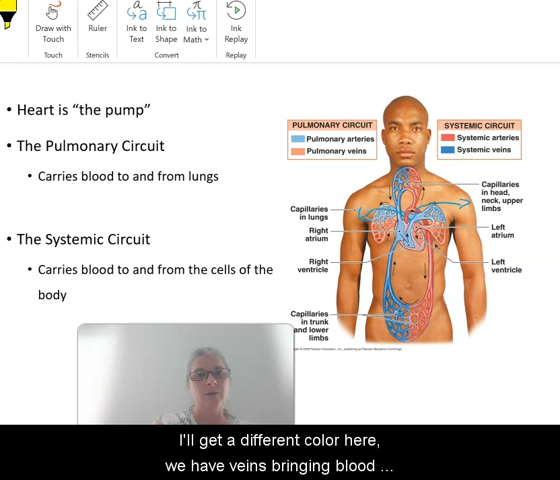 Draw with
Touch
Ruler
Ink to
Text
Ink to
Shape
Ink to
Math
Ink
Replay
Touch
Stencils
Convert
Replay
• Heart is “the pump”
• The Pulmonary Circuit
• Carries blood to and from lungs
• The Systemic Circuit
• Carries blood to and from the cells of the
body
PULMONARY CIRCUIT
Pulmonary arteries
Pulmonary veins
SYSTEMIC CIRCUIT
Systemic arteries
Systemic veins
Capillaries
in head,
neck, upper
limbs
Capillaries
in lungs
Right
atrium
Left
atrium
Right
ventricle
Left
ventricle
Capillaries
in trunk
and lower
limbs
I'll get a different color here,
we have veins bringing blood ...